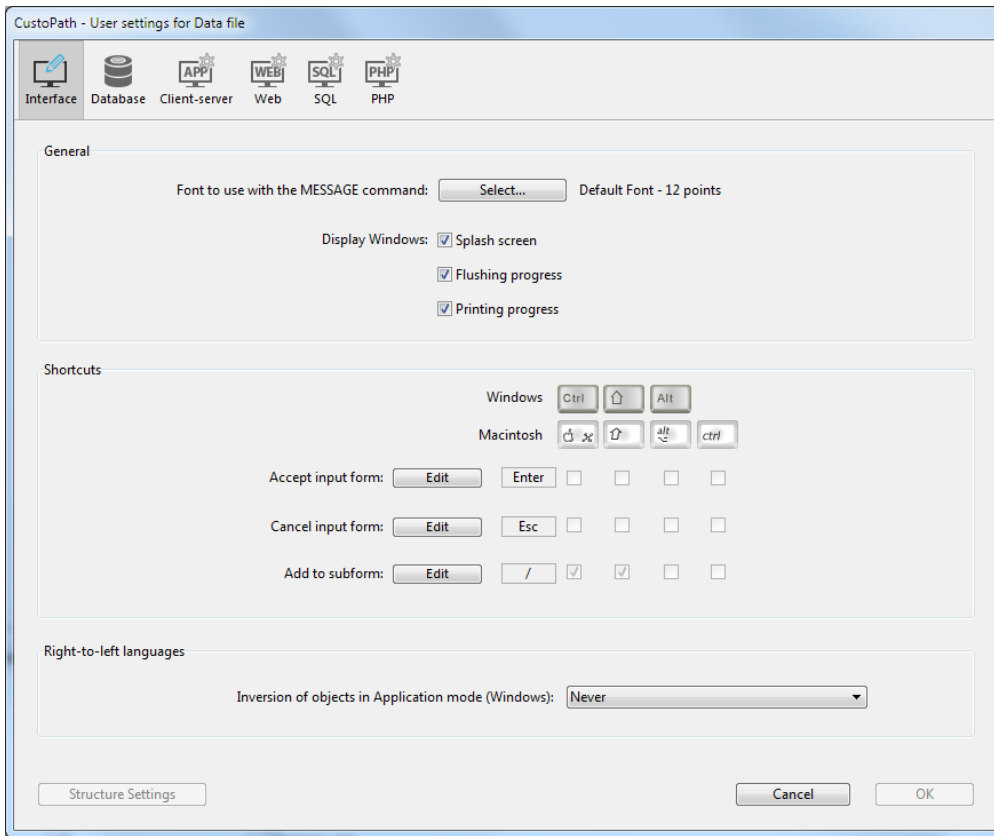 CustoPath - User settings for Data file
APP WEB SQL PHP
Interface Database Client-server Web SQL PHP
General
Font to use with the MESSAGE command: Select... Default Font - 12 points
Display Windows: Splash screen
Flushing progress
Printing progress
Shortcuts
Windows Ctrl Alt
Macintosh alt ctrl
Accept input form: Edit Enter
Cancel input form: Edit Esc
Add to subform: Edit /
Right-to-left languages
Inversion of objects in Application mode (Windows): Never
Structure Settings Cancel OK